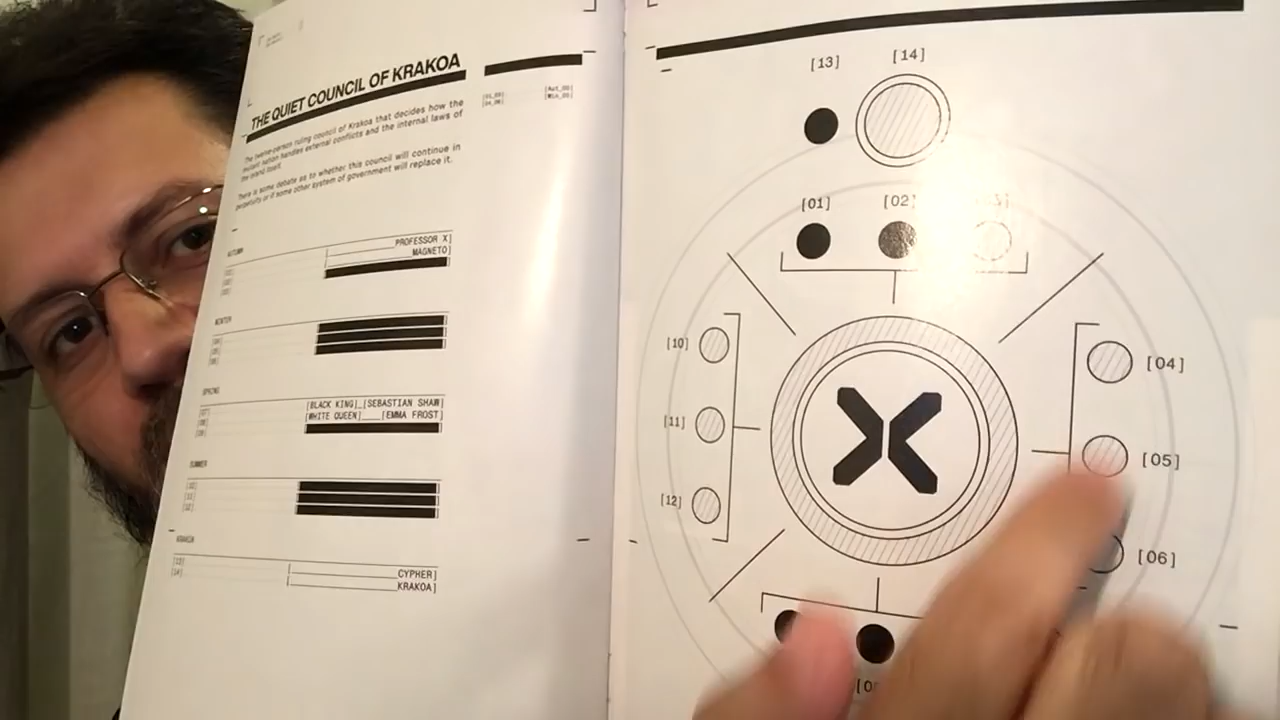 THE QUIET COUNCIL OF KRAKOA
The twelve-person ruling council of Krakoa that decides how the
mutant nation handles external conflicts and the internal laws of
the island itself.
There is some debate as to whether this council will continue in
perpetuity or if some other system of government will replace it.
AUTUMN
PROFESSOR X]
MAGNETO]
WINTER
SPRING
[BLACK KING]_[SEBASTIAN SHAW
[WHITE QUEEN]___[EMMA FROST]
SUMMER
KRAKOA
[13]
[14]
CYPHER]
KRAKOA]
[13]
[14]
[01]
[02]
[10]
[04]
[11]
[05]
[12]
[06]